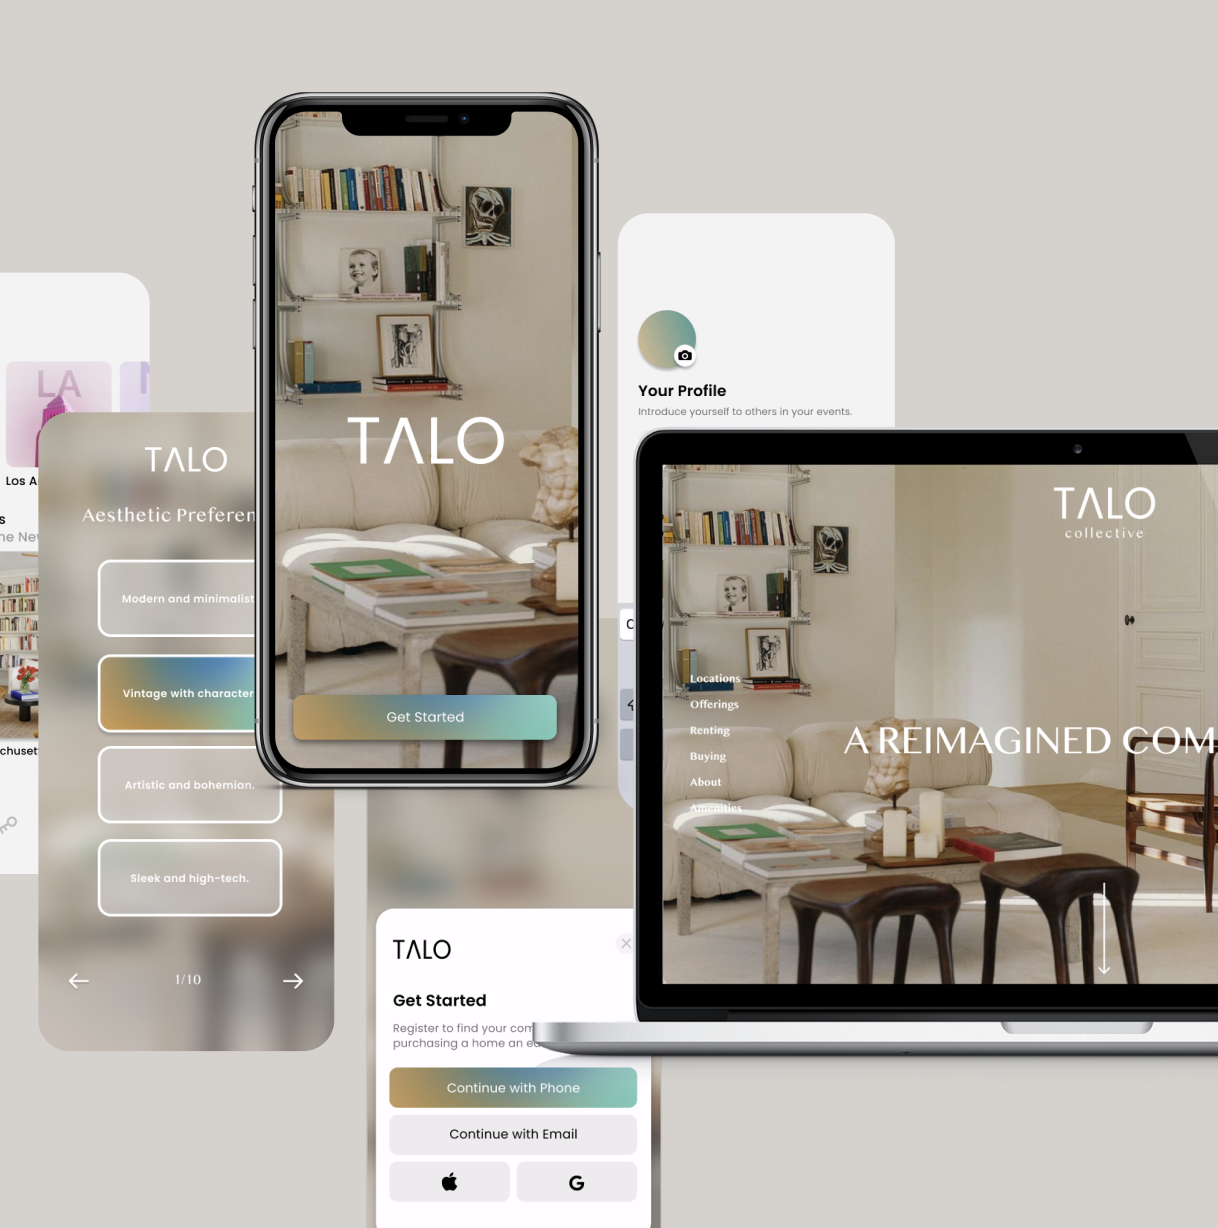 LA
Los A
s
ne Ne
chuset
TALO
Aesthetic Preferen
Modern and minimalist
Vintage with character
Artistic and bohemian.
Sleek and high-tech.
1/10
TALO
Get Started
Your Profile
Introduce yourself to others in your events.
TALO
collective
Locations
Offerings
Renting
Buying
About
Amenities
A REIMAGINED COM
TALO
Get Started
Register to find your com
purchasing a home an ea
Continue with Phone
Continue with Email
G